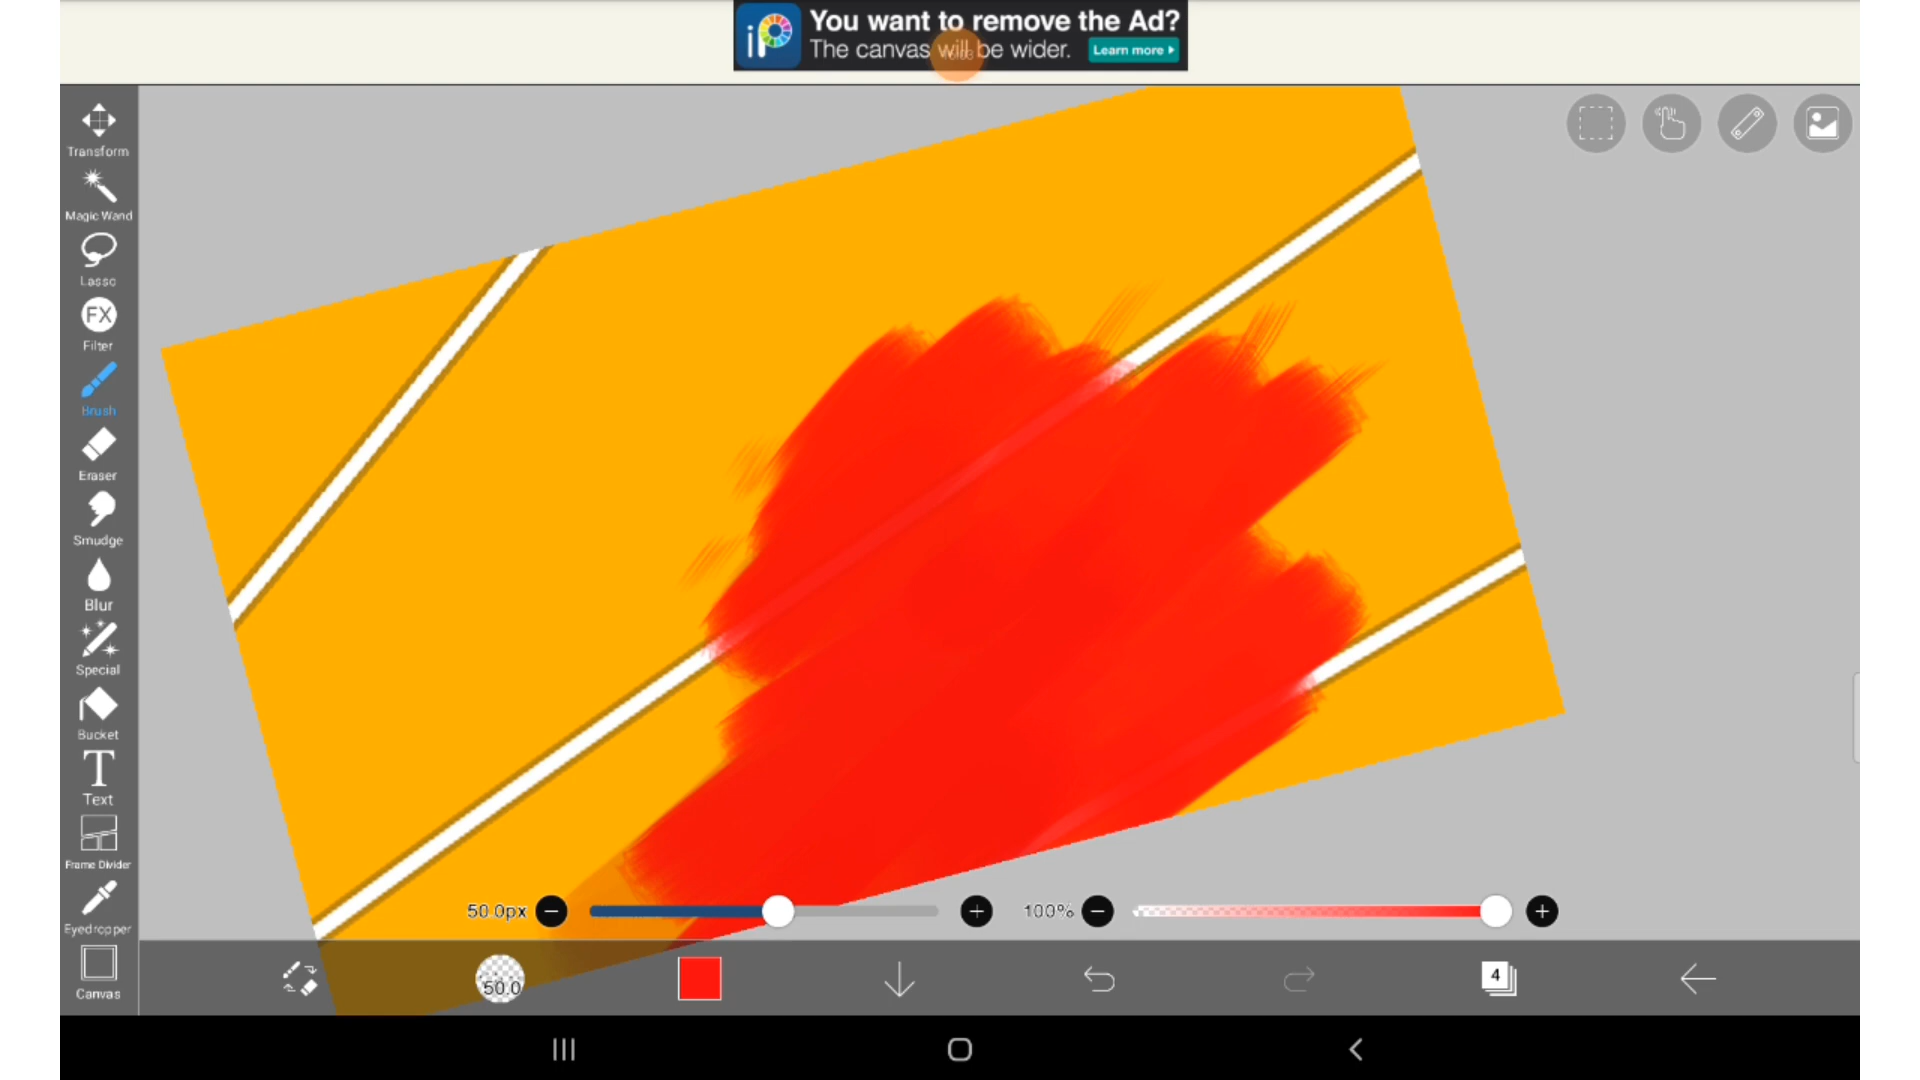 iP
You want to remove the Ad?
The canvas will be wider.
Learn more
Transform
Magic Wand
Lasso
FX
Filter
Brush
Eraser
Smudge
Blur
Special
Bucket
T
Text
Frame Divider
Eyedropper
Canvas
50.0px
100%
50.0
4